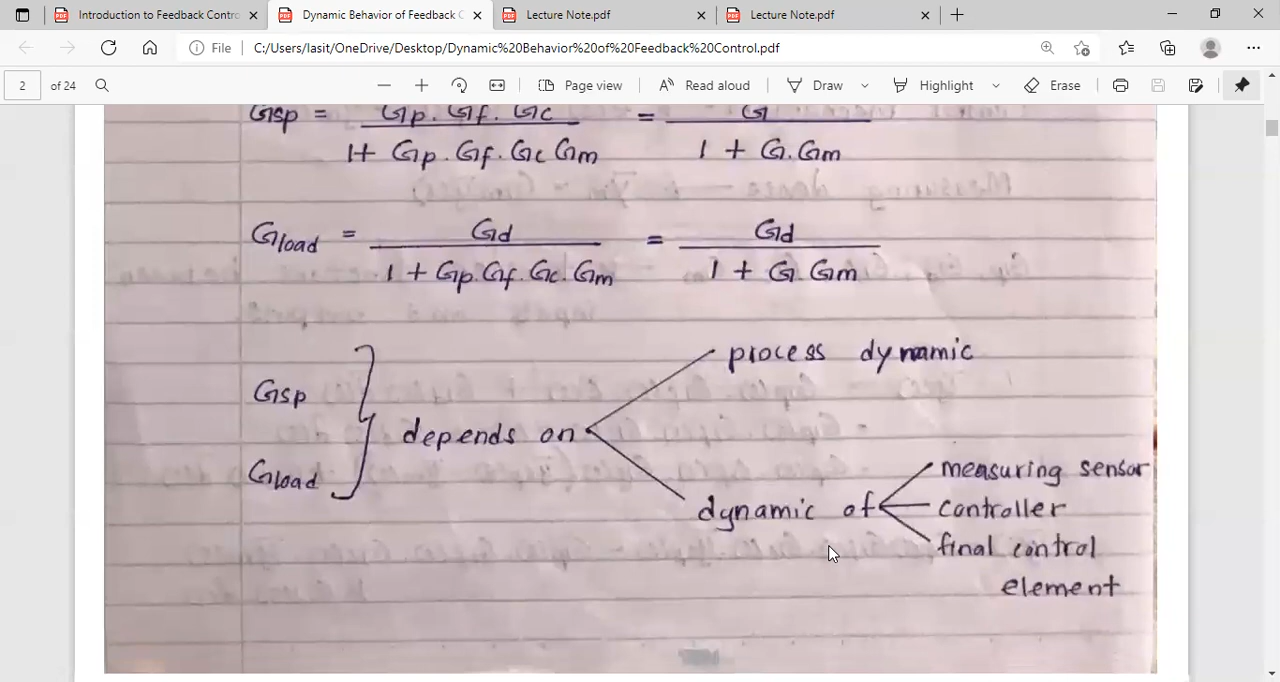 Introduction to Feedback Contro
Dynamic Behavior of Feedback C
Lecture Note.pdf
Lecture Note.pdf
File
C:/Users/lasit/OneDrive/Desktop/Dynamic%20Behavior%20of%20Feedback%20Control.pdf
2 of 24
Page view
Read aloud
Draw
Highlight
Erase
Gsp = Gp.Gf.Gc / 1+ Gp.Gf.Gc Gm = G / 1 + G.Gm
Gload = Gd / 1 + Gp.Gf.Gc.Gm = Gd / 1 + G.Gm
process dynamic
Gsp
depends on
Gload
measuring sensor
dynamic of
controller
final control
element